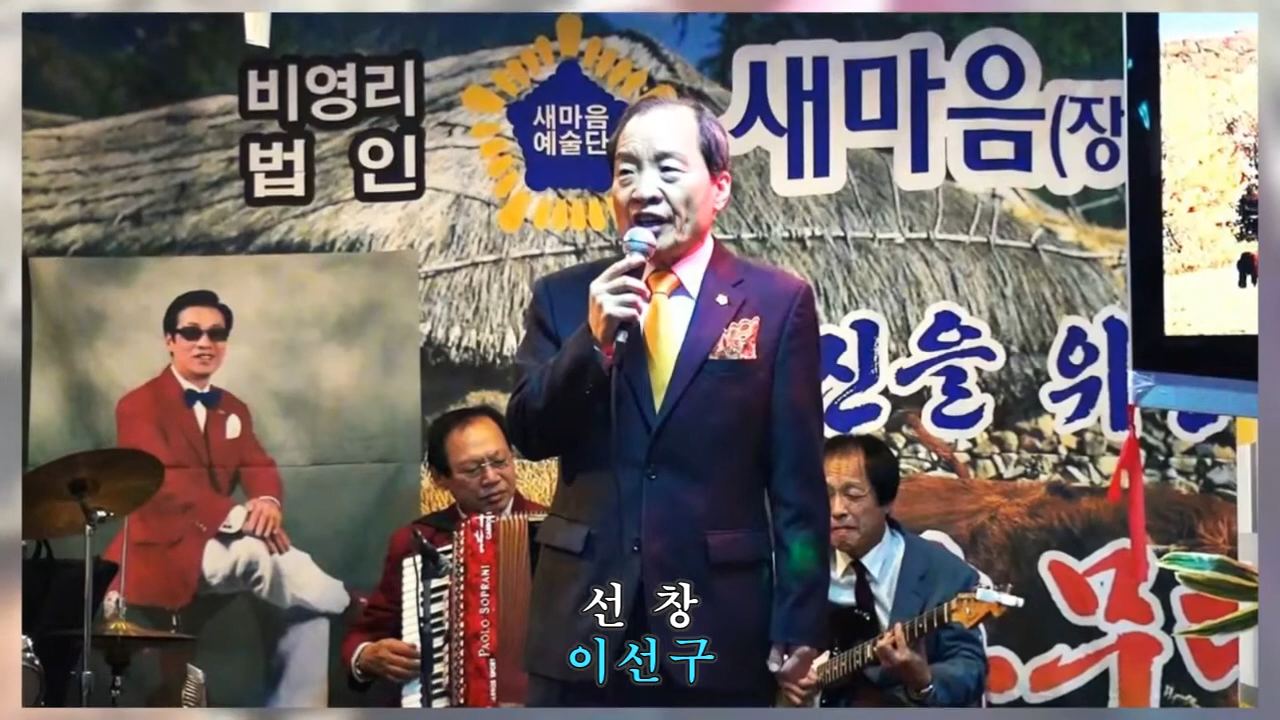 비영리
법 인
새마음
예술단
새마음(장
진을 위
PAOLO SOPRANI
선 창
이선구